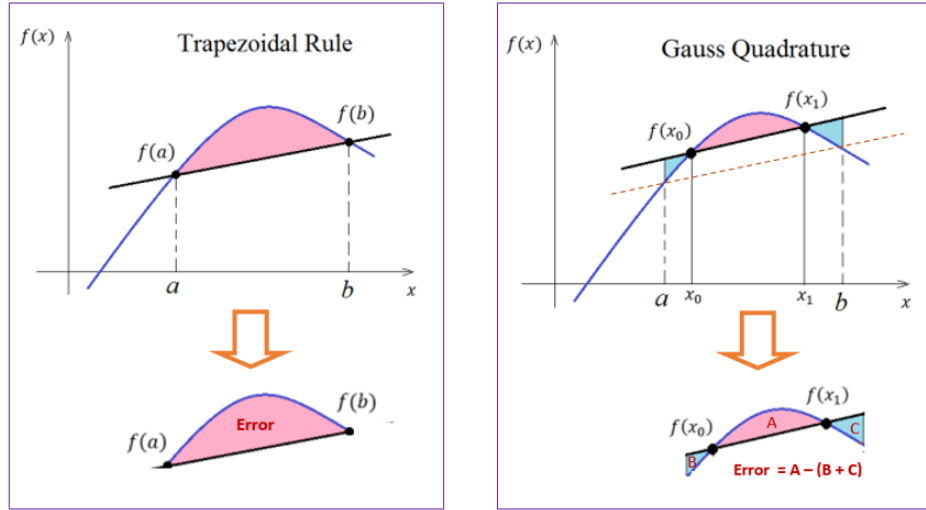 Trapezoidal Rule
f(x)
f(b)
f(a)
a
b
x
f(b)
Error
f(a)
Gauss Quadrature
f(x)
f(x₁)
f(x₀)
a
x₀
x₁
b
x
f(x₁)
A
f(x₀)
C
B
Error = A – (B + C)